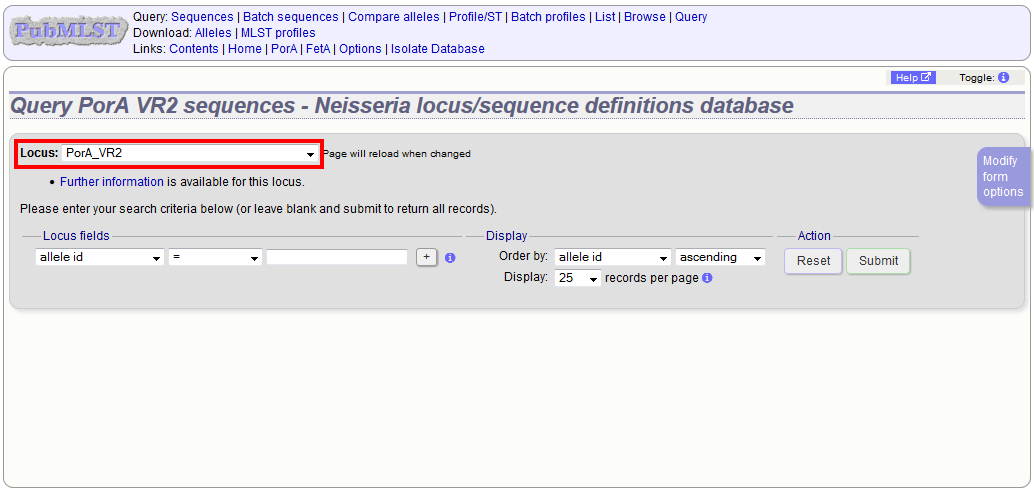 PubMLST
Query: Sequences | Batch sequences | Compare alleles | Profile/ST | Batch profiles | List | Browse | Query
Download: Alleles | MLST profiles
Links: Contents | Home | PorA | FetA | Options | Isolate Database
Help Toggle: i
Query PorA VR2 sequences - Neisseria locus/sequence definitions database
Locus: PorA_VR2 Page will reload when changed
Modify
form
options
• Further information is available for this locus.
Please enter your search criteria below (or leave blank and submit to return all records).
Locus fields Display Action
allele id = + i Order by: allele id ascending Reset Submit
Display: 25 records per page i